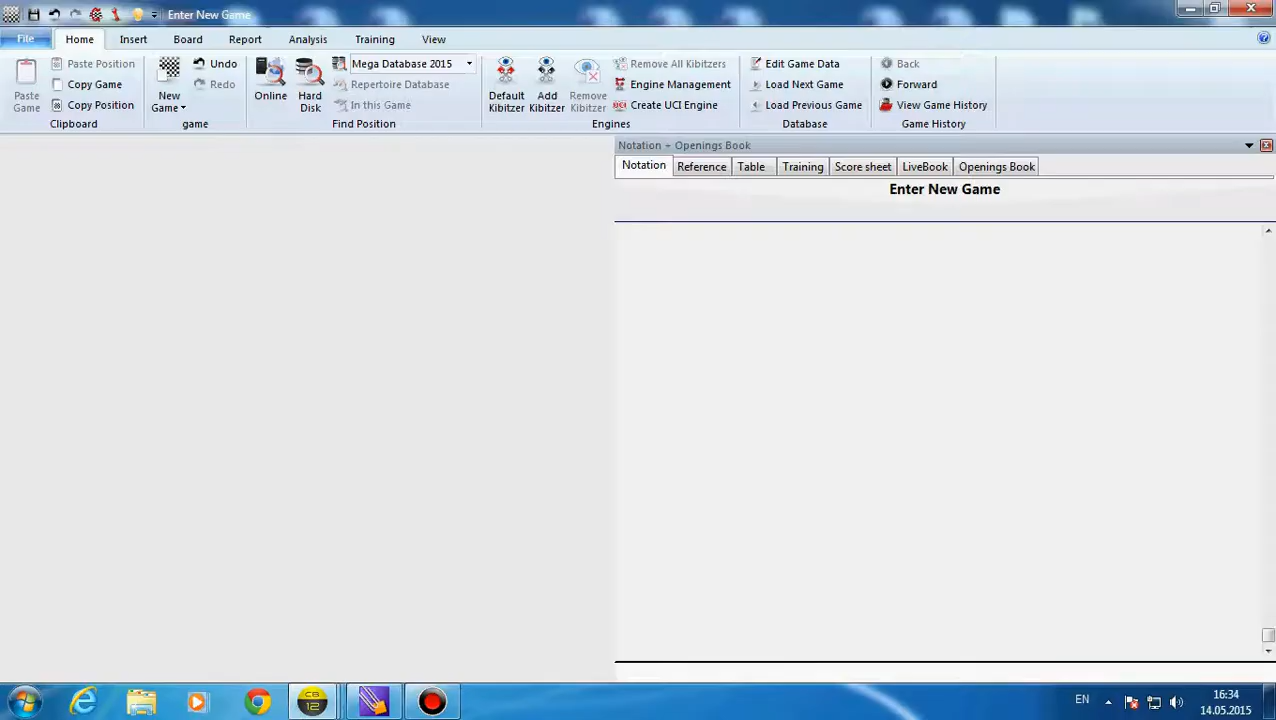 Enter New Game
File Home Insert Board Report Analysis Training View
Paste Game
Paste Position
Copy Game
Copy Position
Clipboard
New Game
Undo
Redo
game
Online
Hard Disk
Mega Database 2015
Repertoire Database
In this Game
Find Position
Default Kibitzer
Add Kibitzer
Remove Kibitzer
Remove All Kibitzers
Engine Management
UCI Create UCI Engine
Engines
Edit Game Data
Load Next Game
Load Previous Game
Database
Back
Forward
View Game History
Game History
Notation + Openings Book
Notation Reference Table Training Score sheet LiveBook Openings Book
Enter New Game
CB 12
EN
16:34
14.05.2015